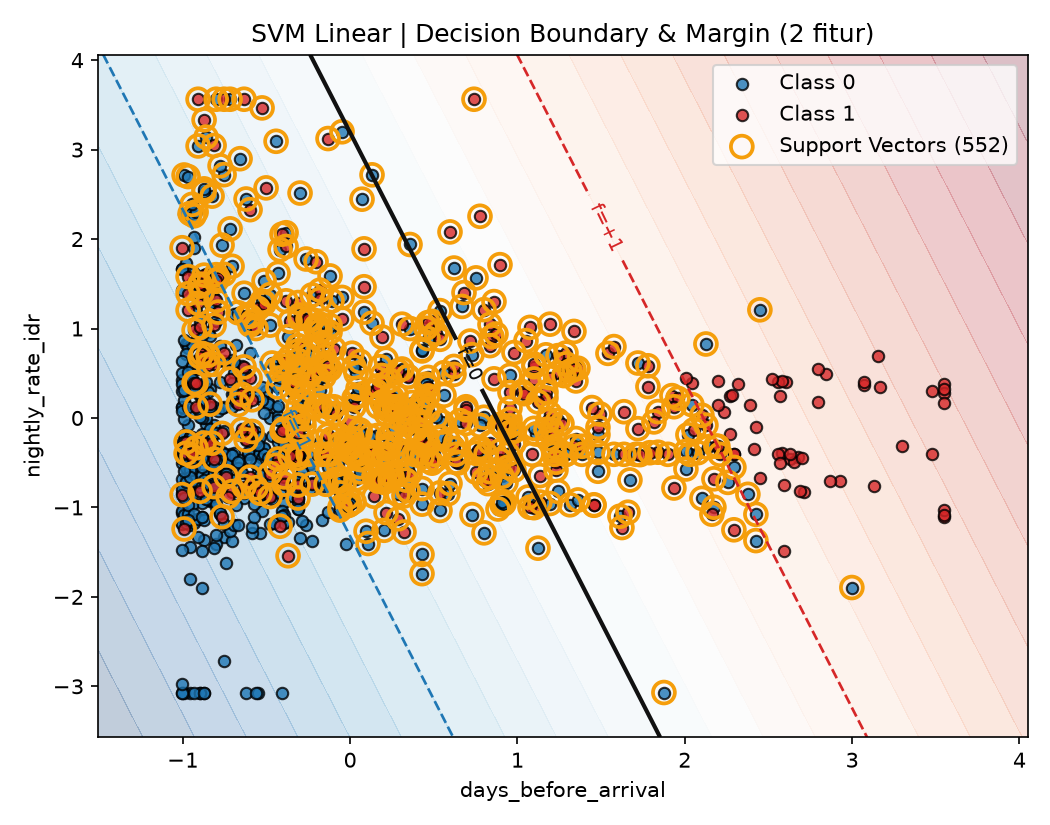 SVM Linear | Decision Boundary & Margin (2 fitur)
Class 0
Class 1
Support Vectors (552)
f=+1
nightly_rate_idr
4
3
2
1
0
−1
−2
−3
−1
0
1
2
3
4
days_before_arrival